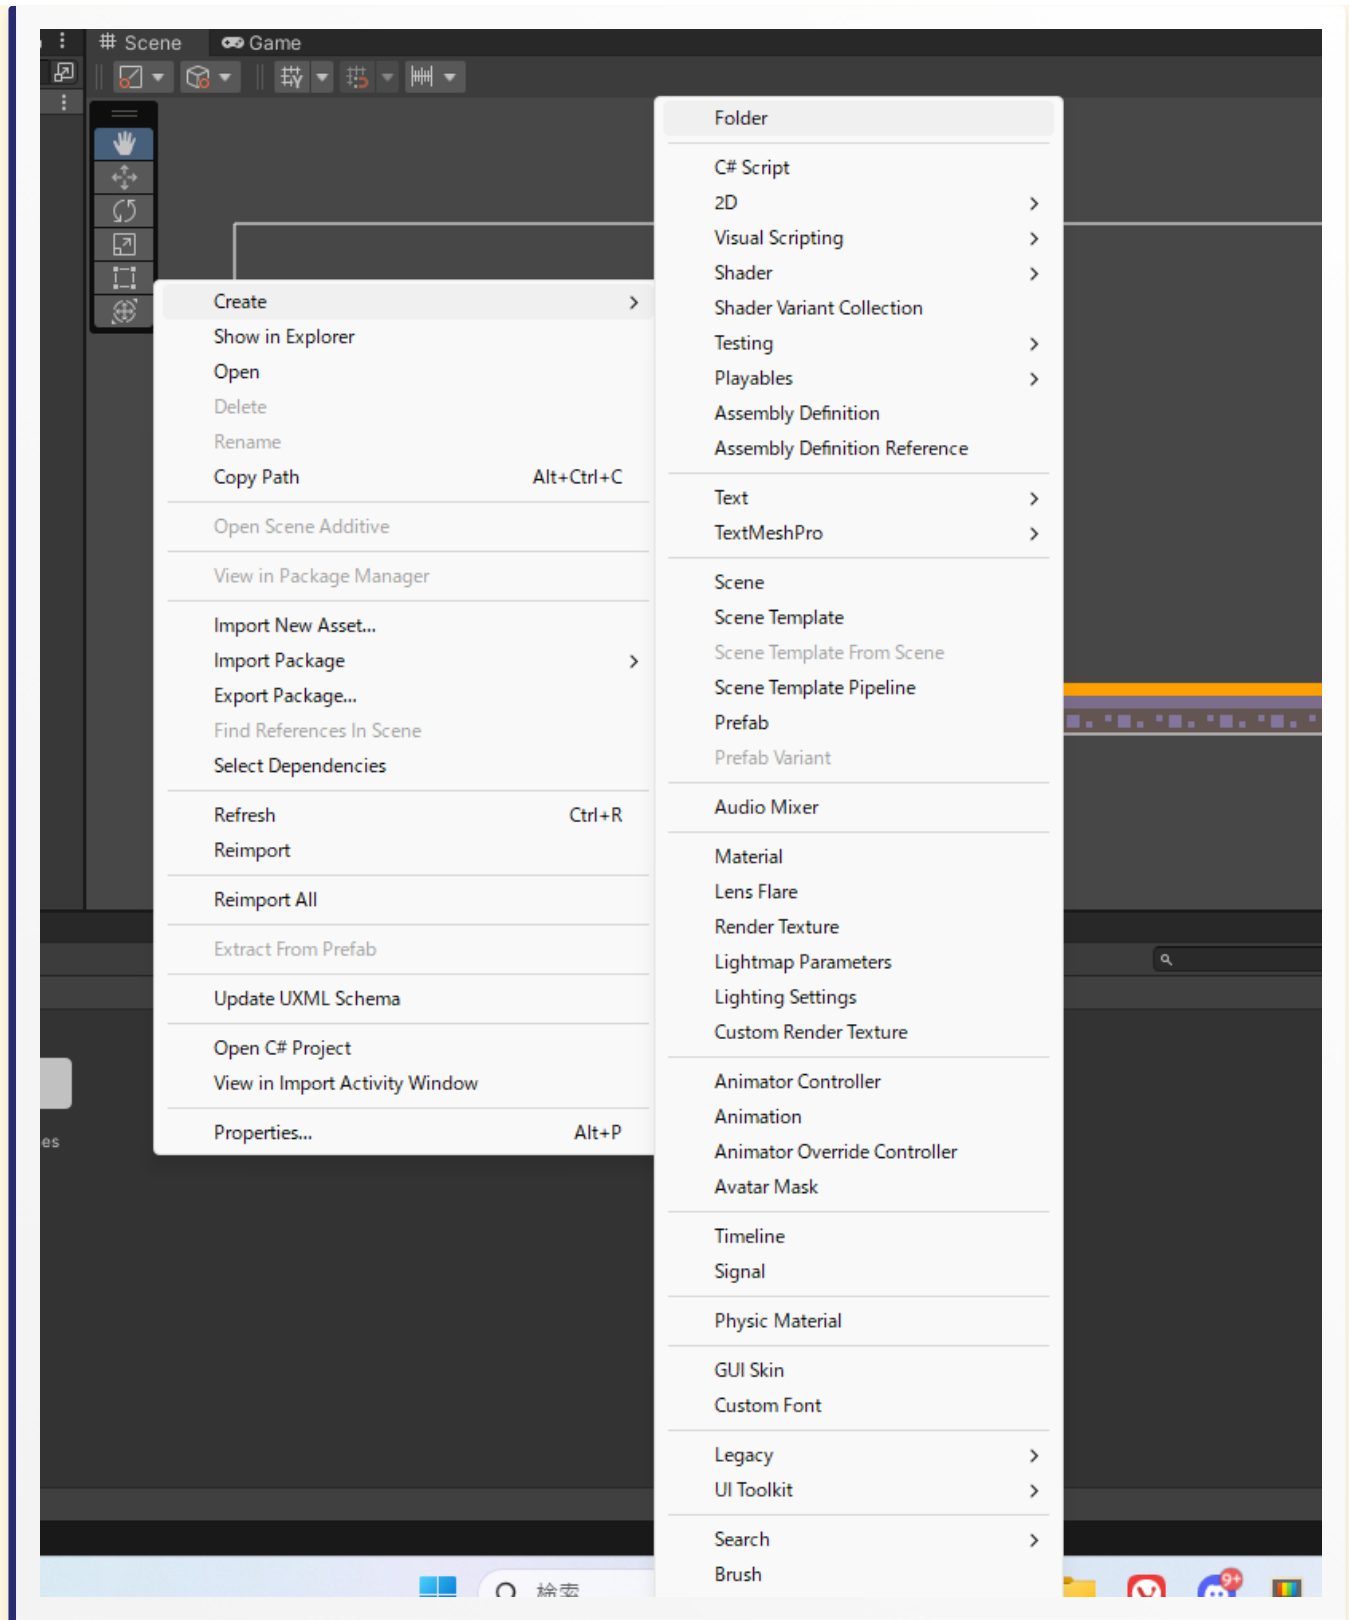 Scene
Game
Create
Show in Explorer
Open
Delete
Rename
Copy Path Alt+Ctrl+C
Open Scene Additive
View in Package Manager
Import New Asset...
Import Package
Export Package...
Find References In Scene
Select Dependencies
Refresh Ctrl+R
Reimport
Reimport All
Extract From Prefab
Update UXML Schema
Open C# Project
View in Import Activity Window
Properties... Alt+P
Folder
C# Script
2D
Visual Scripting
Shader
Shader Variant Collection
Testing
Playables
Assembly Definition
Assembly Definition Reference
Text
TextMeshPro
Scene
Scene Template
Scene Template From Scene
Scene Template Pipeline
Prefab
Prefab Variant
Audio Mixer
Material
Lens Flare
Render Texture
Lightmap Parameters
Lighting Settings
Custom Render Texture
Animator Controller
Animation
Animator Override Controller
Avatar Mask
Timeline
Signal
Physic Material
GUI Skin
Custom Font
Legacy
UI Toolkit
Search
Brush
es
検索
9+